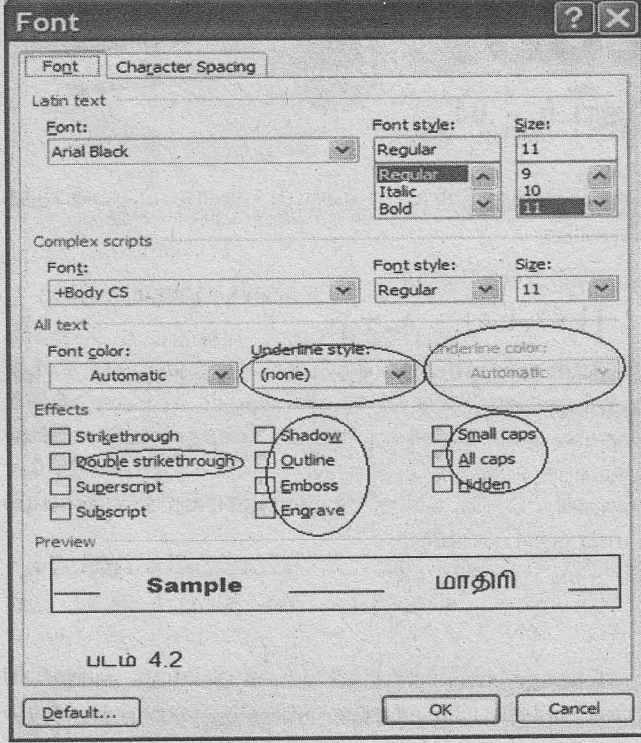 Font
Font Character Spacing
Latin text
Font: Font style: Size:
Arial Black Regular 11
Regular 9
Italic 10
Bold 11
Complex scripts
Font: Font style: Size:
+Body CS Regular 11
All text
Font color: Underline style: Underline color:
Automatic (none) Automatic
Effects
Strikethrough Shadow Small caps
Double strikethrough Outline All caps
Superscript Emboss Hidden
Subscript Engrave
Preview
Sample மாதிரி
படம் 4.2
Default... OK Cancel